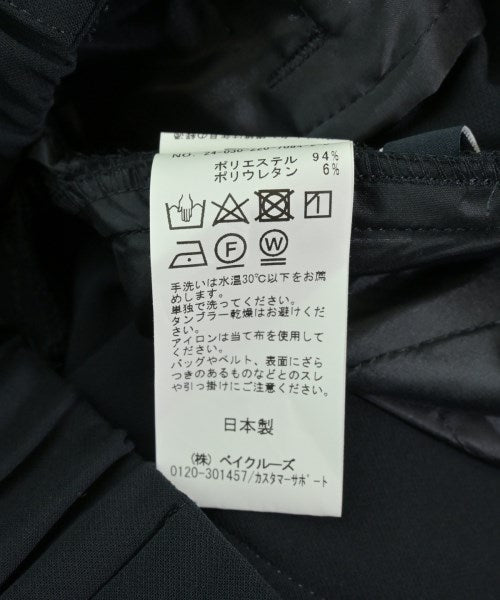 NO. 24-030-220-7084-
ポリエステル 94%
ポリウレタン 6%
F W
手洗いは水温30℃以下をお薦
めします。
単独で洗ってください。
タンブラー乾燥はお避けくださ
い。
アイロンは当て布を使用して
ください。
バッグやベルト、表面にざら
つきのあるものなどとのスレ
や引っ掛けにご注意ください。
日本製
(株) ベイクルーズ
0120-301457/カスタマーサポート